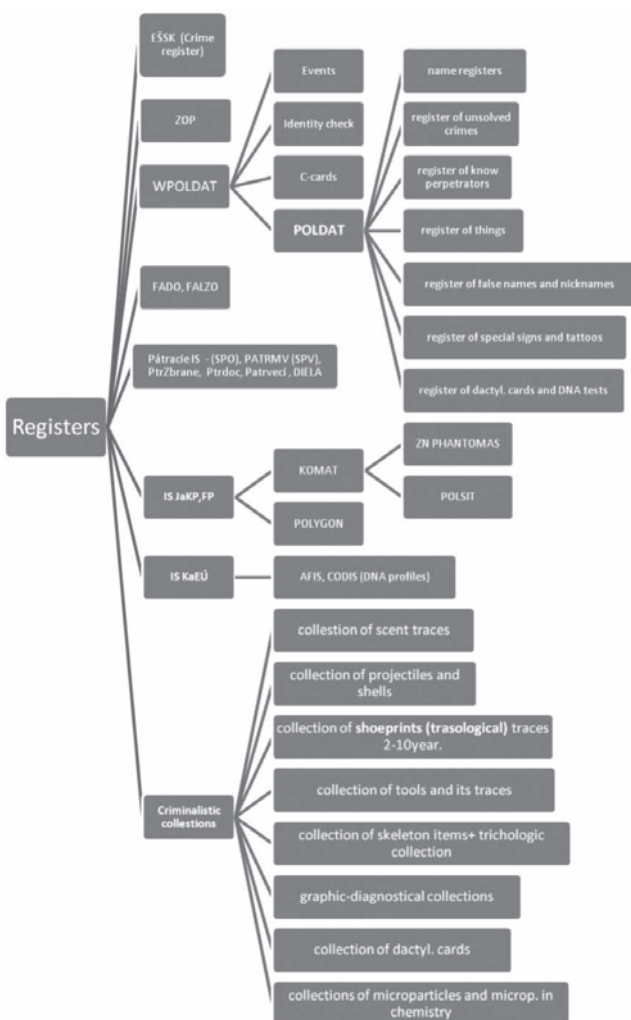 Registers
EŠSK (Crime
register)
ZOP
WPOLDAT
Events
Identity check
C-cards
POLDAT
name registers
register of unsolved
crimes
register of know
perpetrators
register of things
register of false names and nicknames
register of special signs and tattoos
register of dactyl. cards and DNA tests
FADO, FALZO
Pátracie IS - (SPO), PATRMV (SPV),
PtrZbrane, Ptrdoc, Patrveci , DIELA
IS JaKP,FP
KOMAT
ZN PHANTOMAS
POLSIT
POLYGON
IS KaEÚ
AFIS, CODIS (DNA profiles)
Criminalistic
collestions
collestion of scent traces
collection of projectiles and
shells
collection of shoeprints (trasological) traces
2-10year.
collection of tools and its traces
collection of skeleton items+ trichologic
collection
graphic-diagnostical collections
collection of dactyl. cards
collections of microparticles and microp. in
chemistry